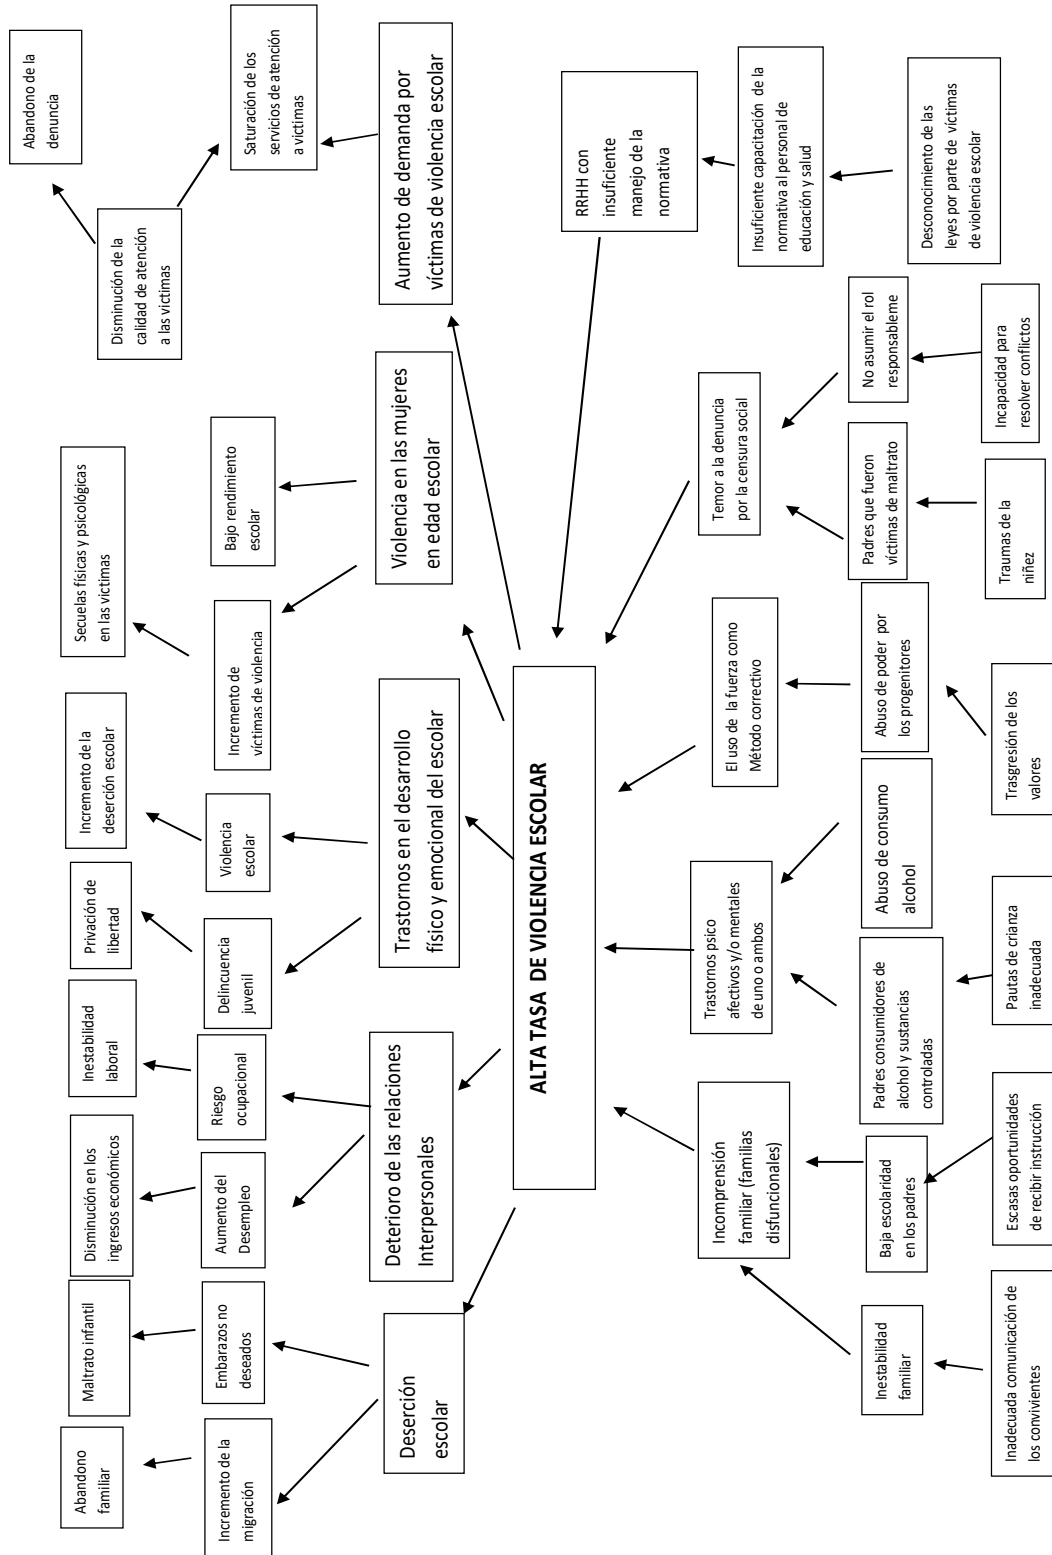 Abandono
familiar
Maltrato infantil
Disminución en los
ingresos económicos
Inestabilidad
laboral
Privación de
libertad
Incremento de la
deserción escolar
Secuelas físicas y psicológicas
en las victimas
Disminución de la
calidad de atención
a las victimas
Abandono de la
denuncia
Incremento de la
migración
Embarazos no
deseados
Aumento del
Desempleo
Riesgo
ocupacional
Delincuencia
juvenil
Violencia
escolar
Incremento de
víctimas de violencia
Bajo rendimiento
escolar
Saturación de los
servicios de atención
a victimas
Deserción
escolar
Deterioro de las relaciones
Interpersonales
Trastornos en el desarrollo
físico y emocional del escolar
Violencia en las mujeres
en edad escolar
Aumento de demanda por
víctimas de violencia escolar
ALTA TASA DE VIOLENCIA ESCOLAR
RRHH con
insuficiente
manejo de la
normativa
Incomprensión
familiar (familias
disfuncionales)
Trastornos psico
afectivos y/o mentales
de uno o ambos
El uso de la fuerza como
Método correctivo
Temor a la denuncia
por la censura social
Insuficiente capacitación de la
normativa al personal de
educación y salud
Inestabilidad
familiar
Baja escolaridad
en los padres
Padres consumidores de
alcohol y sustancias
controladas
Abuso de consumo
alcohol
Abuso de poder por
los progenitores
Padres que fueron
víctimas de maltrato
No asumir el rol
responsableme
Desconocimiento de las
leyes por parte de víctimas
de violencia escolar
Inadecuada comunicación de
los convivientes
Escasas oportunidades
de recibir instrucción
Pautas de crianza
inadecuada
Trasgresión de los
valores
Traumas de la
niñez
Incapacidad para
resolver conflictos